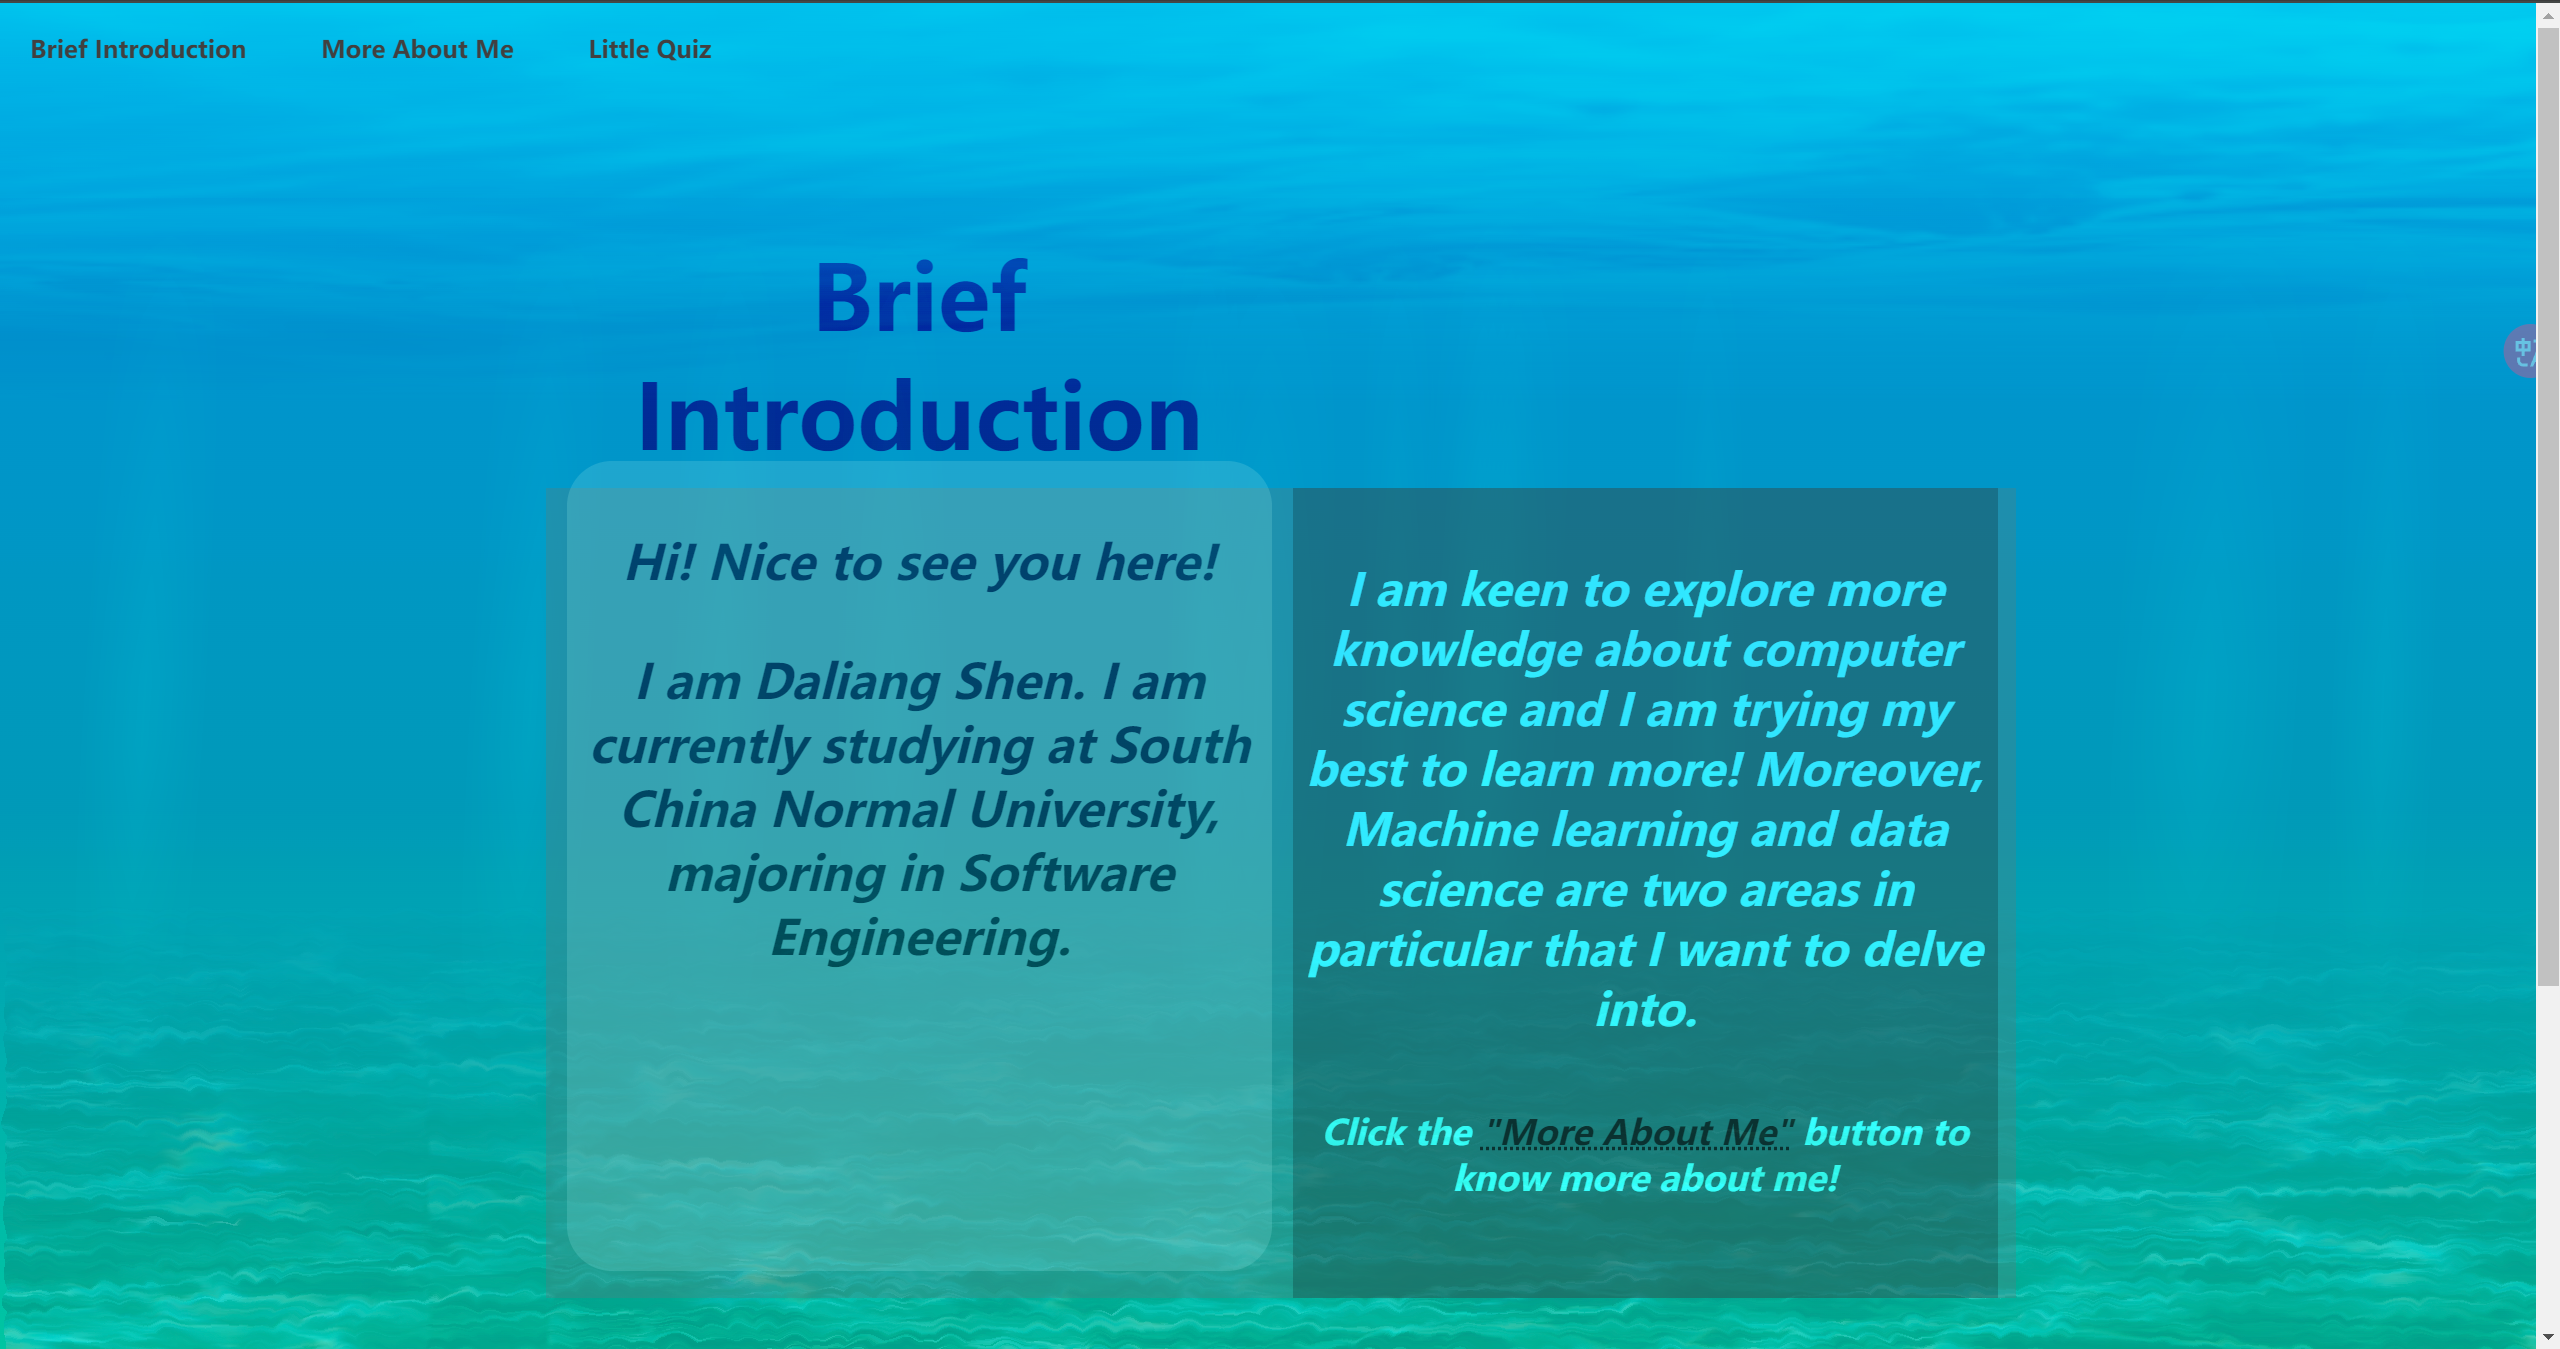 Brief Introduction
More About Me
Little Quiz
Brief
Introduction
Hi! Nice to see you here!
I am Daliang Shen. I am
currently studying at South
China Normal University,
majoring in Software
Engineering.
I am keen to explore more
knowledge about computer
science and I am trying my
best to learn more! Moreover,
Machine learning and data
science are two areas in
particular that I want to delve
into.
Click the "More About Me" button to
know more about me!
中